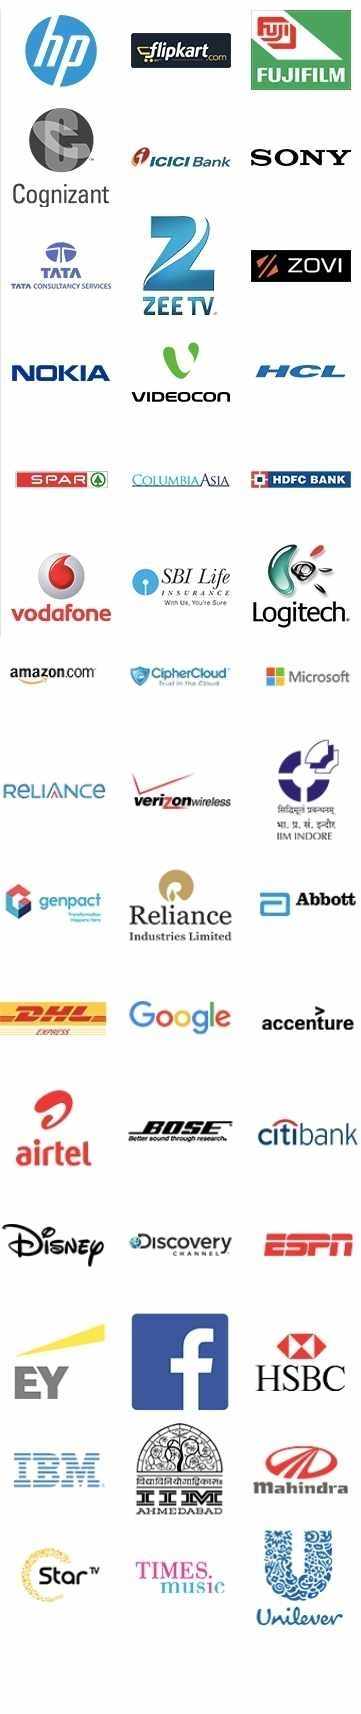 hp
flipkart.com
FUJI
FUJIFILM
Cognizant
ICICI Bank
SONY
TATA
TATA CONSULTANCY SERVICES
ZEE TV
ZOVI
NOKIA
VIDEOCON
HCL
SPAR
COLUMBIAASIA
HDFC BANK
vodafone
SBI Life
INSURANCE
With Us, You're Sure
Logitech
amazon.com
CipherCloud
Trust in the Cloud
Microsoft
RELIANCE
verizonwireless
सिद्धिमूलं प्रबन्धनम्
भा. प्र. सं. इन्दौर
IIM INDORE
genpact
Transformation
Happens Here
Reliance
Industries Limited
Abbott
DHL
EXPRESS
Google
accenture
airtel
BOSE
Better sound through research.
citibank
Disney
Discovery
CHANNEL
ESPN
EY
f
HSBC
IBM
विद्याविनियोगाद्विकासः
IIM
AHMEDABAD
Mahindra
Star TV
TIMES.
music
Unilever